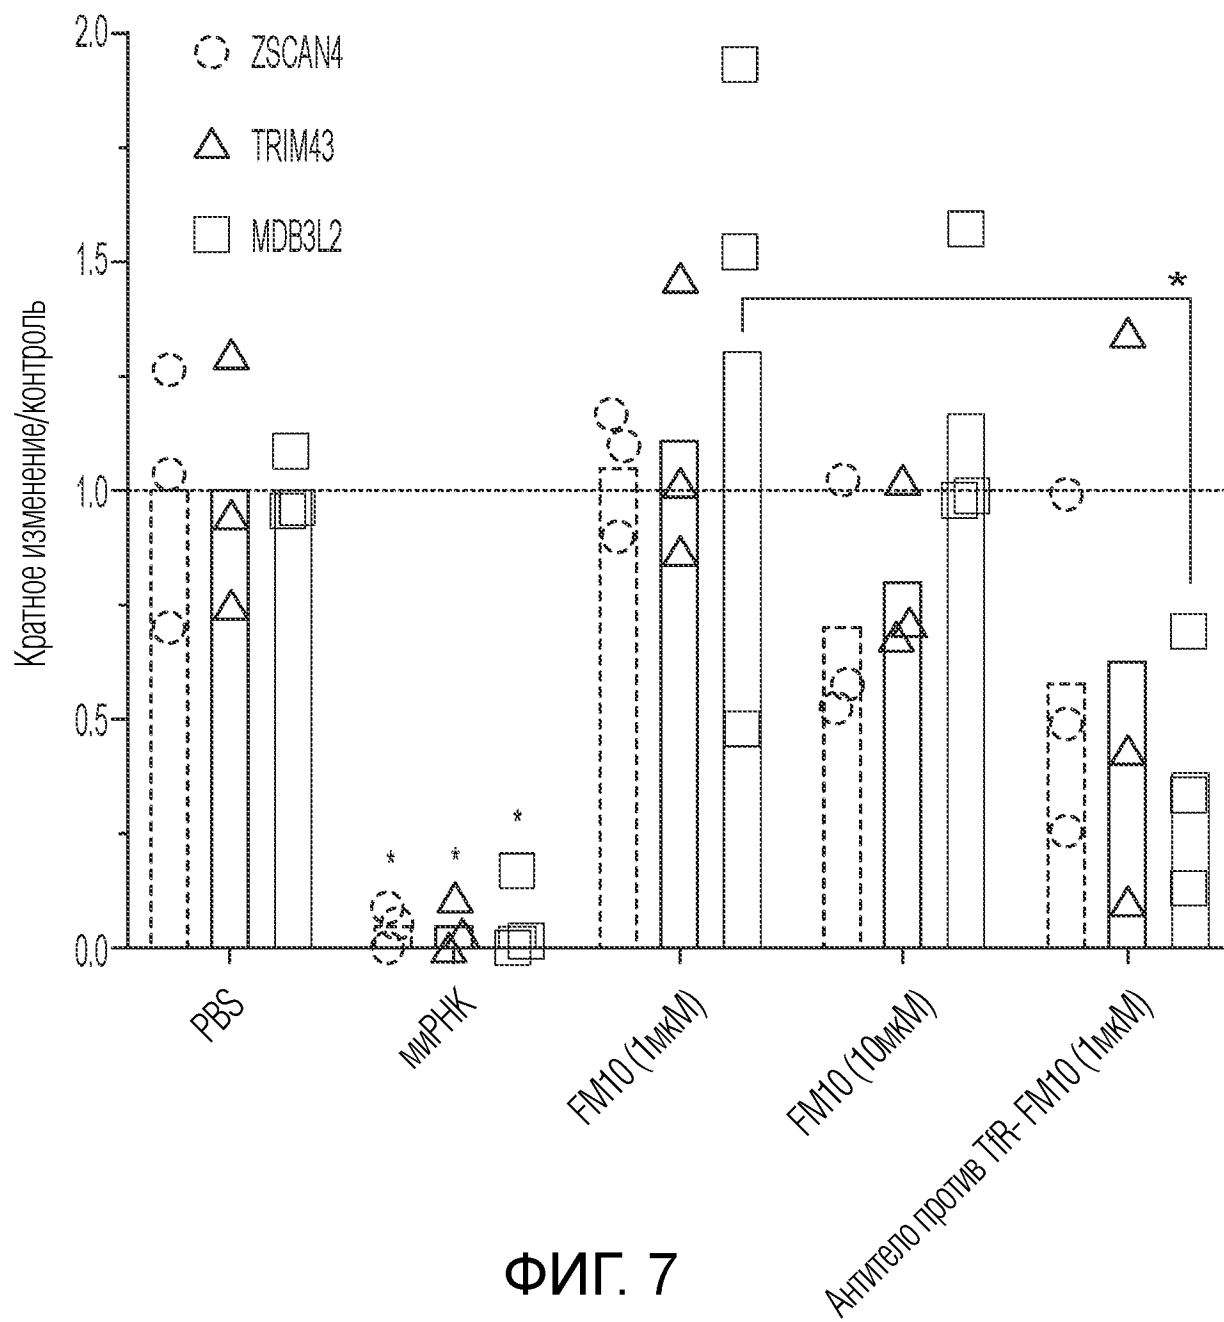 Кратное изменение/контроль
2.0
1.5
1.0
0.5
0.0
ZSCAN4
TRIM43
MDB3L2
*
*
*
*
PBS
миРНК
FM10 (1мкМ)
FM10 (10мкМ)
Антитело против TfR- FM10 (1мкМ)
ФИГ. 7